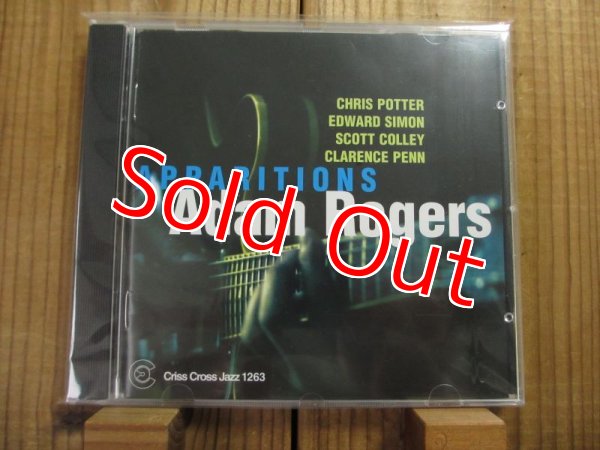 CHRIS POTTER
EDWARD SIMON
SCOTT COLLEY
CLARENCE PENN
APPARITIONS
Adam Rogers
Sold Out
Criss Cross Jazz 1263